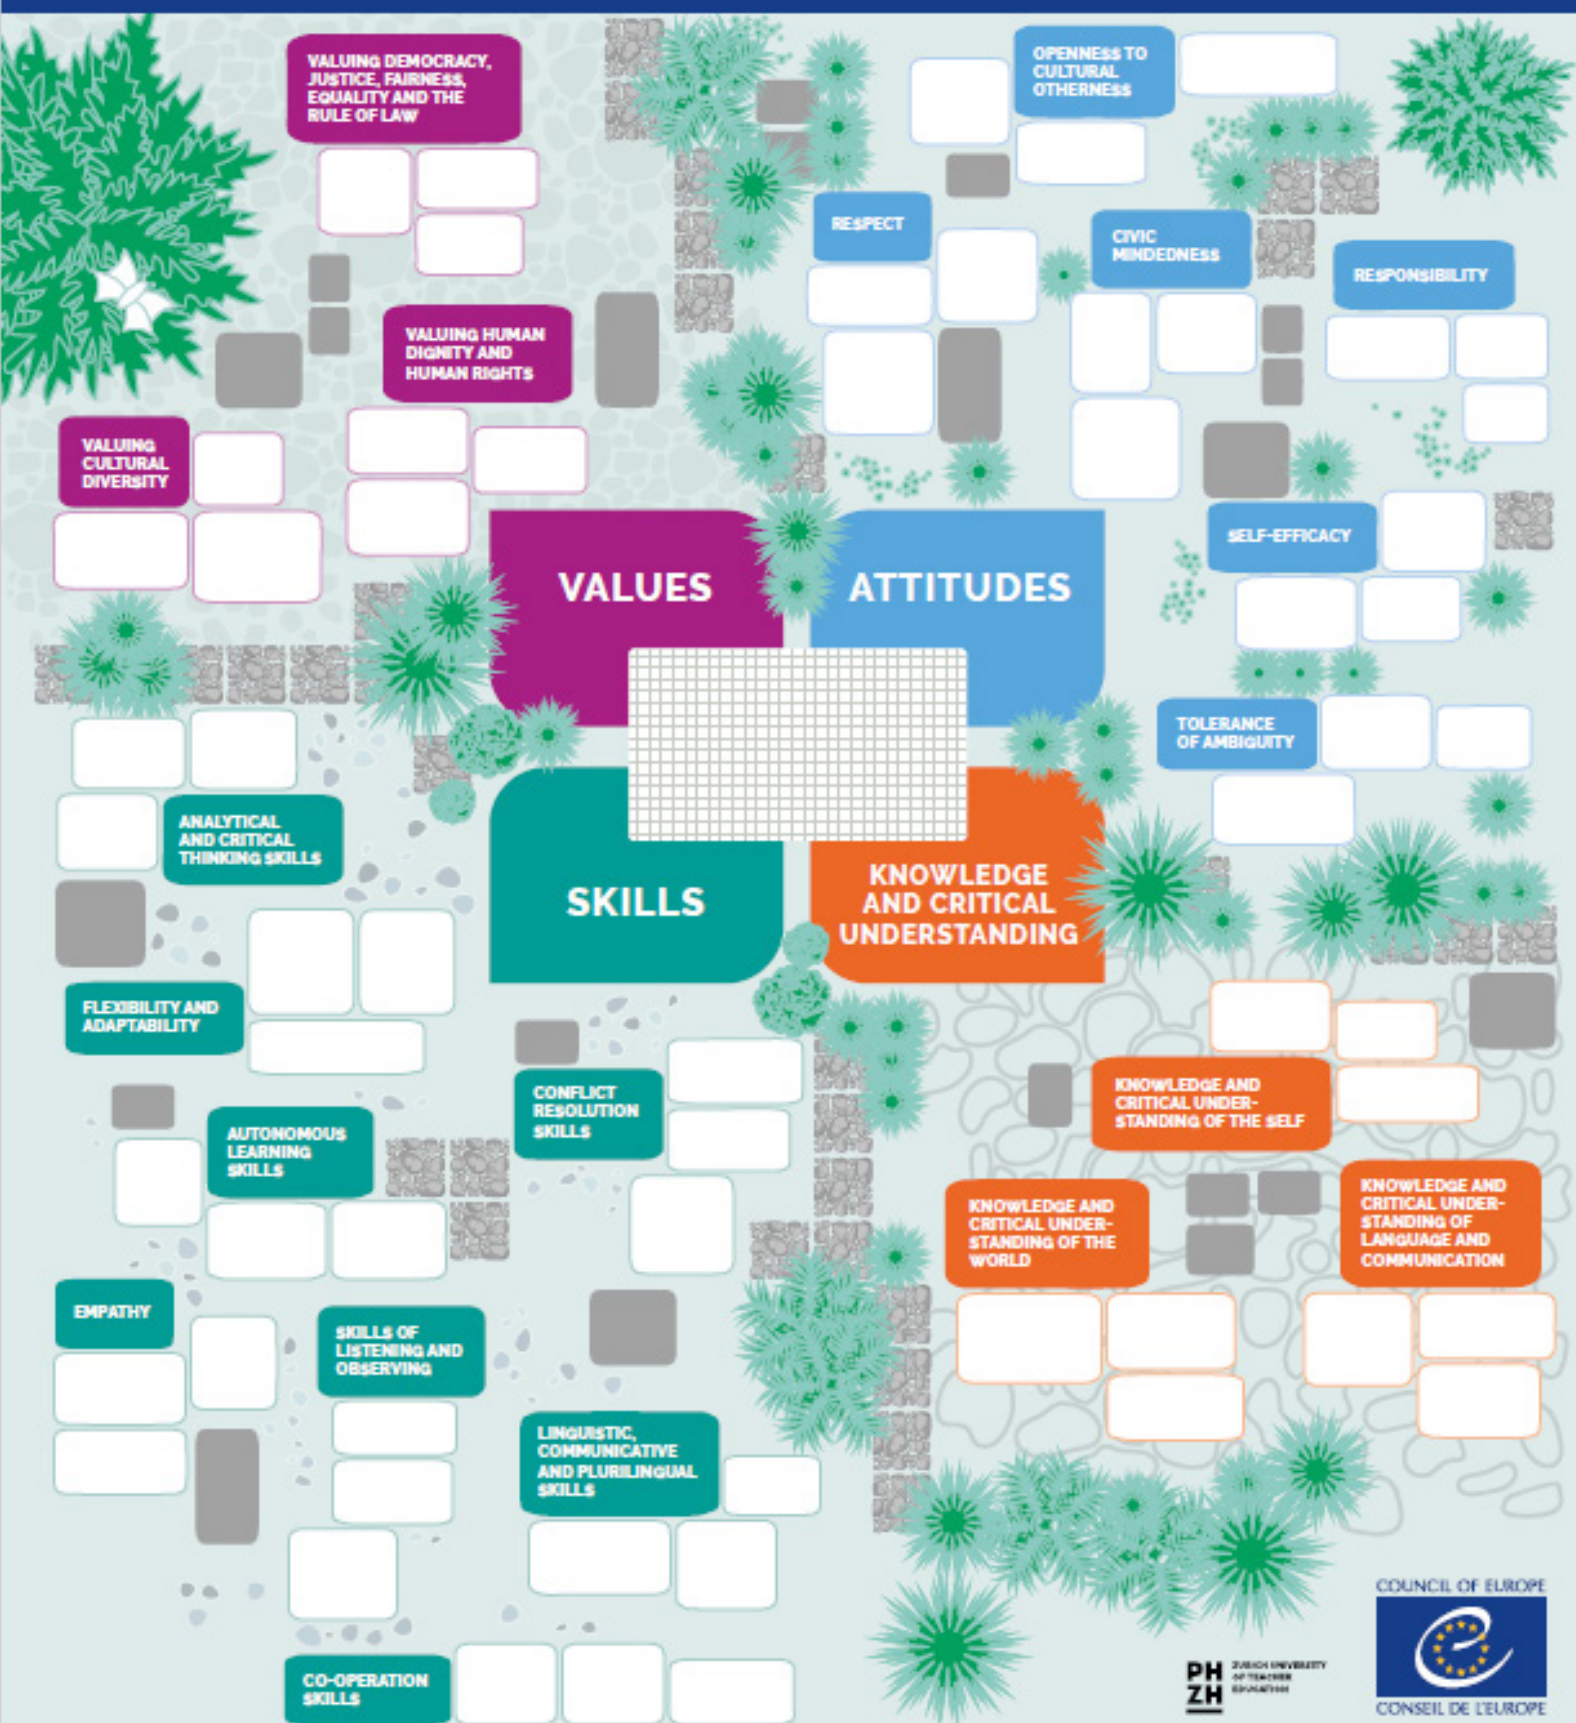 VALUING DEMOCRACY,
JUSTICE, FAIRNESS,
EQUALITY AND THE
RULE OF LAW
VALUING HUMAN
DIGNITY AND
HUMAN RIGHTS
VALUING
CULTURAL
DIVERSITY
OPENNESS TO
CULTURAL
OTHERNESS
RESPECT
CIVIC
MINDEDNESS
RESPONSIBILITY
SELF-EFFICACY
TOLERANCE
OF AMBIGUITY
VALUES
ATTITUDES
SKILLS
KNOWLEDGE
AND CRITICAL
UNDERSTANDING
ANALYTICAL
AND CRITICAL
THINKING SKILLS
FLEXIBILITY AND
ADAPTABILITY
AUTONOMOUS
LEARNING
SKILLS
CONFLICT
RESOLUTION
SKILLS
EMPATHY
SKILLS OF
LISTENING AND
OBSERVING
LINGUISTIC,
COMMUNICATIVE
AND PLURILINGUAL
SKILLS
CO-OPERATION
SKILLS
KNOWLEDGE AND
CRITICAL UNDER-
STANDING OF THE SELF
KNOWLEDGE AND
CRITICAL UNDER-
STANDING OF THE
WORLD
KNOWLEDGE AND
CRITICAL UNDER-
STANDING OF
LANGUAGE AND
COMMUNICATION
PH
ZH
ZURICH UNIVERSITY
OF TEACHER
EDUCATION
COUNCIL OF EUROPE
CONSEIL DE L'EUROPE